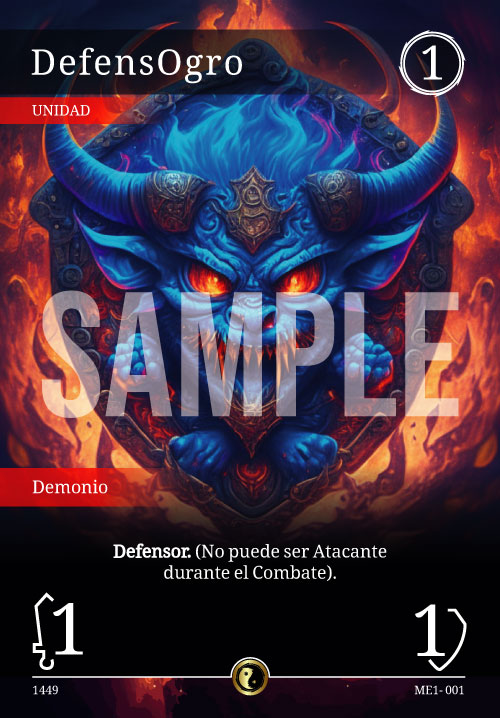 DefensOgro
1
UNIDAD
SAMPLE
Demonio
Defensor. (No puede ser Atacante
durante el Combate).
1
1
1449
ME1- 001